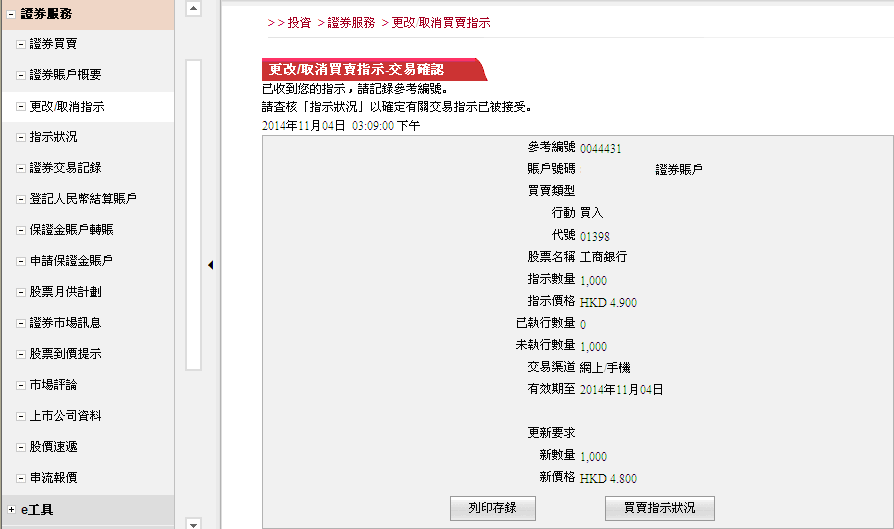 證券服務
證券買賣
證券賬戶概要
更改/取消指示
指示狀況
證券交易記錄
登記人民幣結算賬戶
保證金賬戶轉賬
申請保證金賬戶
股票月供計劃
證券市場訊息
股票到價提示
市場評論
上市公司資料
股價速遞
串流報價
e工具
> > 投資 > 證券服務 > 更改/取消買賣指示
更改/取消買賣指示-交易確認
已收到您的指示，請記錄參考編號。
請查核「指示狀況」以確定有關交易指示已被接受。
2014年11月04日 03:09:00 下午
參考編號 0044431
賬戶號碼 證券賬戶
買賣類型
行動 買入
代號 01398
股票名稱 工商銀行
指示數量 1,000
指示價格 HKD 4.900
已執行數量 0
未執行數量 1,000
交易渠道 網上/手機
有效期至 2014年11月04日
更新要求
新數量 1,000
新價格 HKD 4.800
列印存錄 買賣指示狀況